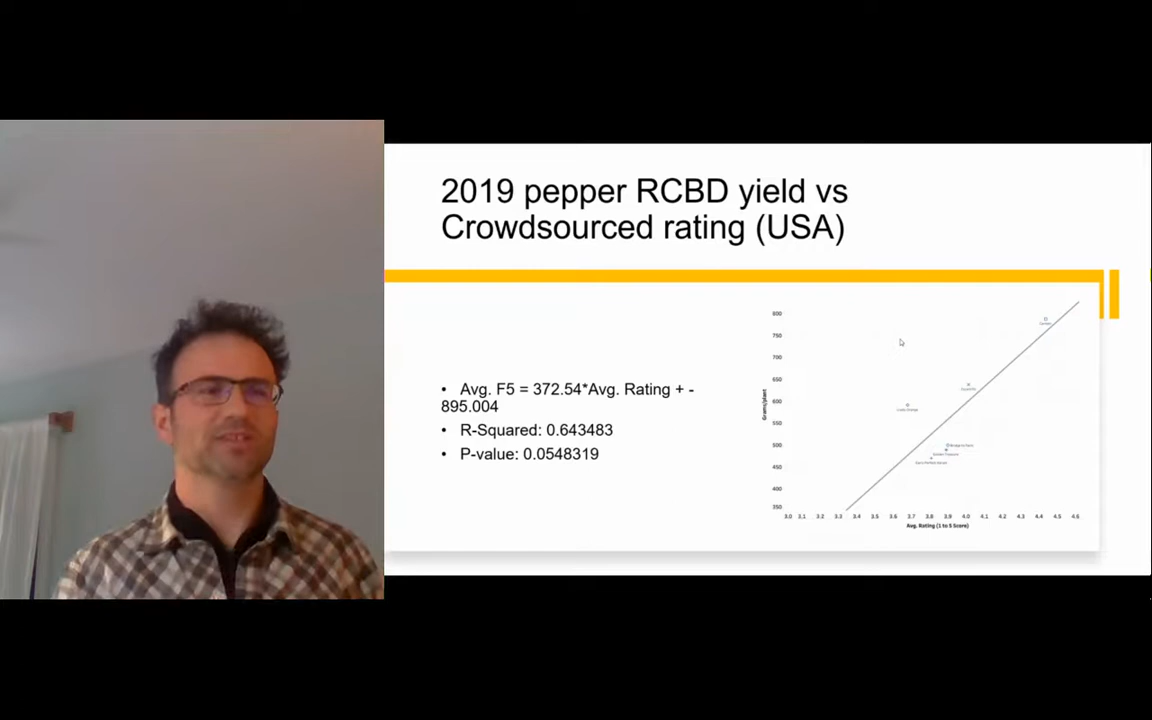 2019 pepper RCBD yield vs
Crowdsourced rating (USA)
• Avg. F5 = 372.54*Avg. Rating + -
895.004
• R-Squared: 0.643483
• P-value: 0.0548319
800
750
700
650
600
550
500
450
400
350
Grams/plant
3.0 3.1 3.2 3.3 3.4 3.5 3.6 3.7 3.8 3.9 4.0 4.1 4.2 4.3 4.4 4.5 4.6
Avg. Rating (1 to 5 Score)